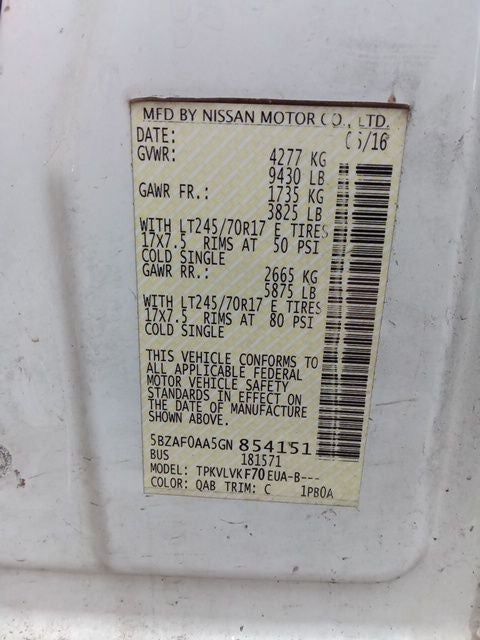 MFD BY NISSAN MOTOR CO., LTD.
DATE: 05/16
GVWR: 4277 KG
9430 LB
GAWR FR.: 1735 KG
3825 LB
WITH LT245/70R17 E TIRES
17X7.5 RIMS AT 50 PSI
COLD SINGLE
GAWR RR.: 2665 KG
5875 LB
WITH LT245/70R17 E TIRES
17X7.5 RIMS AT 80 PSI
COLD SINGLE
THIS VEHICLE CONFORMS TO
ALL APPLICABLE FEDERAL
MOTOR VEHICLE SAFETY
STANDARDS IN EFFECT ON
THE DATE OF MANUFACTURE
SHOWN ABOVE.
5BZAF0AA5GN 854151
BUS 181571
MODEL: TPKVLVK F70 EUA-B---
COLOR: QAB TRIM: C 1PB0A